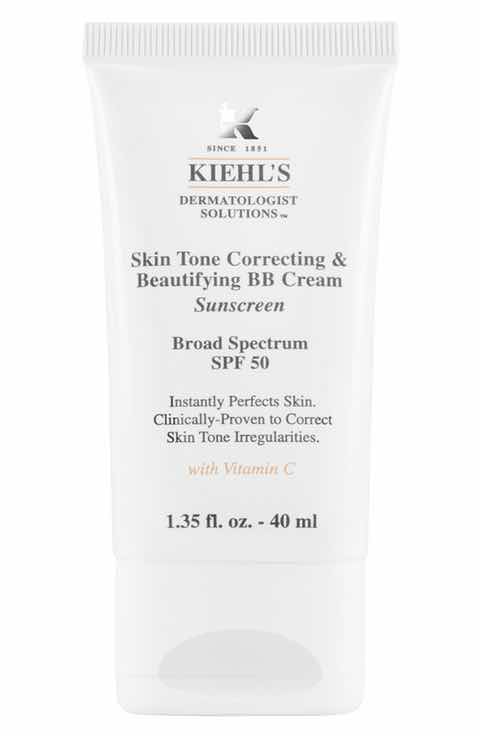 SINCE 1851
KIEHL'S
DERMATOLOGIST
SOLUTIONS™
Skin Tone Correcting &
Beautifying BB Cream
Sunscreen
Broad Spectrum
SPF 50
Instantly Perfects Skin.
Clinically-Proven to Correct
Skin Tone Irregularities.
with Vitamin C
1.35 fl. oz. - 40 ml